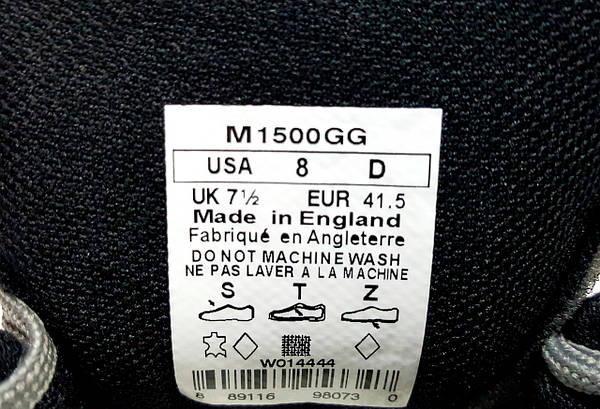 M1500GG
USA 8 D
UK 7½ EUR 41.5
Made in England
Fabriqué en Angleterre
DO NOT MACHINE WASH
NE PAS LAVER A LA MACHINE
S T Z
W014444
8 89116 98073 0